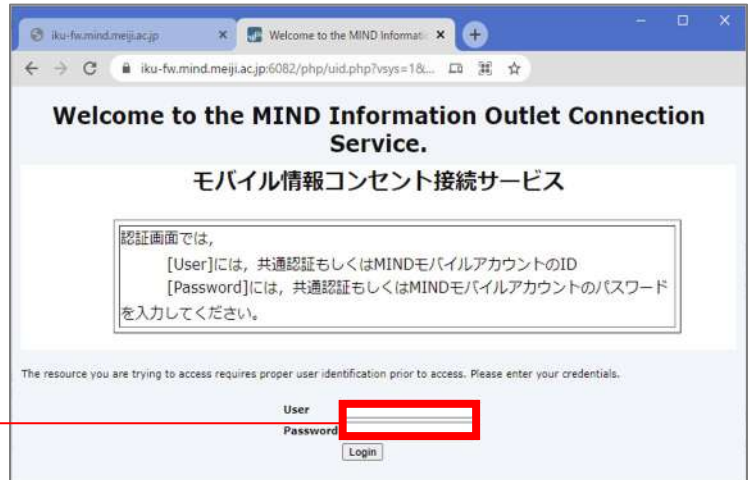 iku-fw.mind.meiji.ac.jp
Welcome to the MIND Informati
iku-fw.mind.meiji.ac.jp:6082/php/uid.php?vsys=1&...
Welcome to the MIND Information Outlet Connection
Service.
モバイル情報コンセント接続サービス
認証画面では，
[User]には，共通認証もしくはMINDモバイルアカウントのID
[Password]には，共通認証もしくはMINDモバイルアカウントのパスワード
を入力してください。
The resource you are trying to access requires proper user identification prior to access. Please enter your credentials.
User
Password
Login